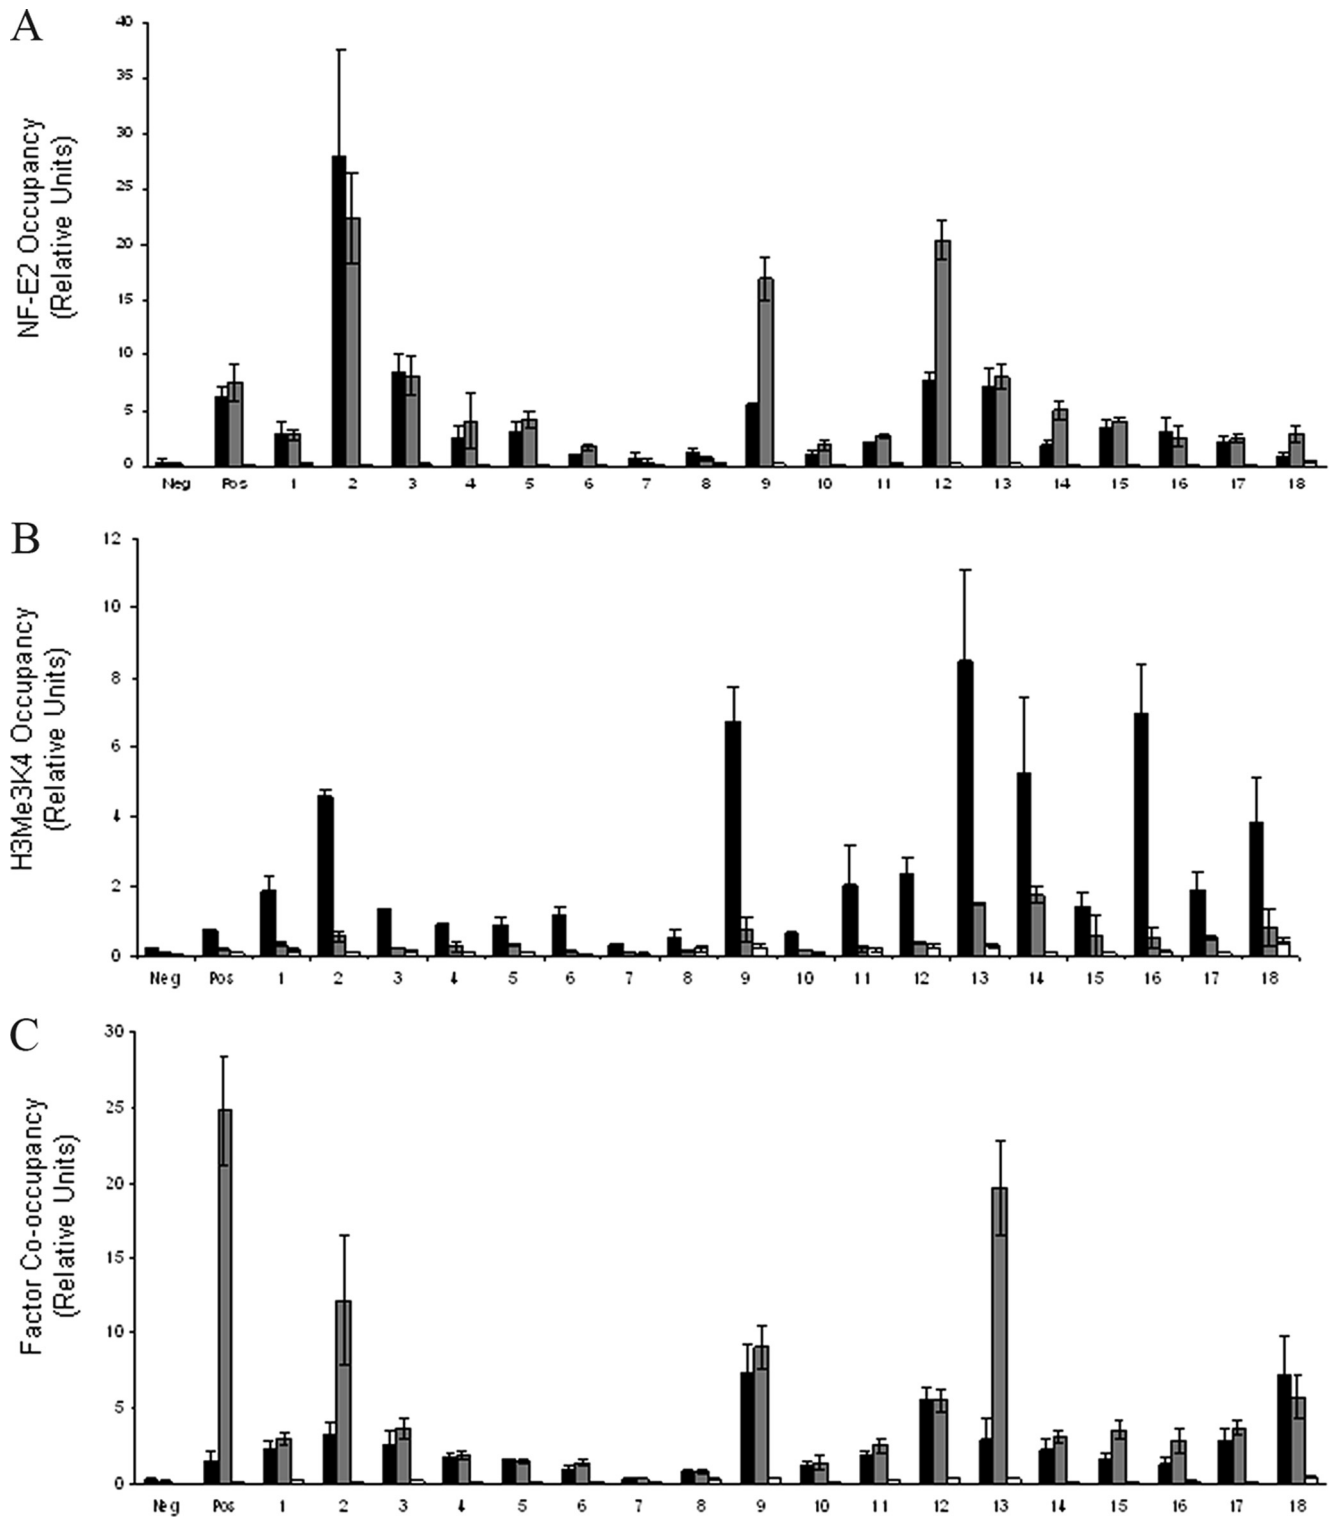 A
NF-E2 Occupancy
(Relative Units)
40
35
30
25
20
15
10
5
0
Neg Pos 1 2 3 4 5 6 7 8 9 10 11 12 13 14 15 16 17 18
B
H3Me3K4 Occupancy
(Relative Units)
12
10
8
6
4
2
0
Neg Pos 1 2 3 4 5 6 7 8 9 10 11 12 13 14 15 16 17 18
C
Factor Co-occupancy
(Relative Units)
30
25
20
15
10
5
0
Neg Pos 1 2 3 4 5 6 7 8 9 10 11 12 13 14 15 16 17 18